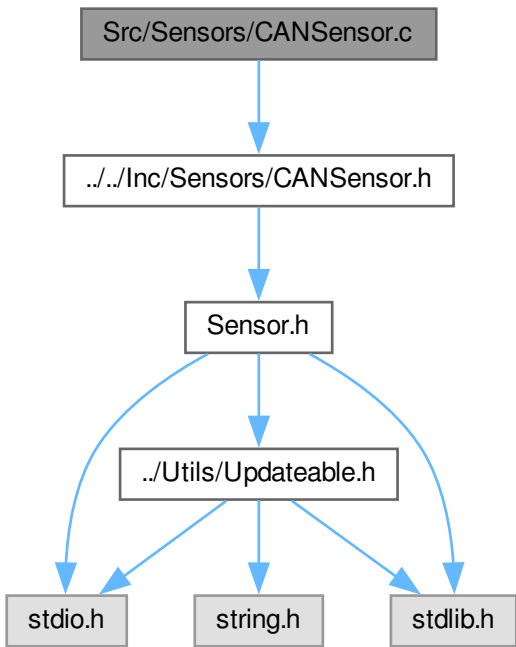 Src/Sensors/CANSensor.c
../../Inc/Sensors/CANSensor.h
Sensor.h
../Utils/Updateable.h
stdio.h
string.h
stdlib.h